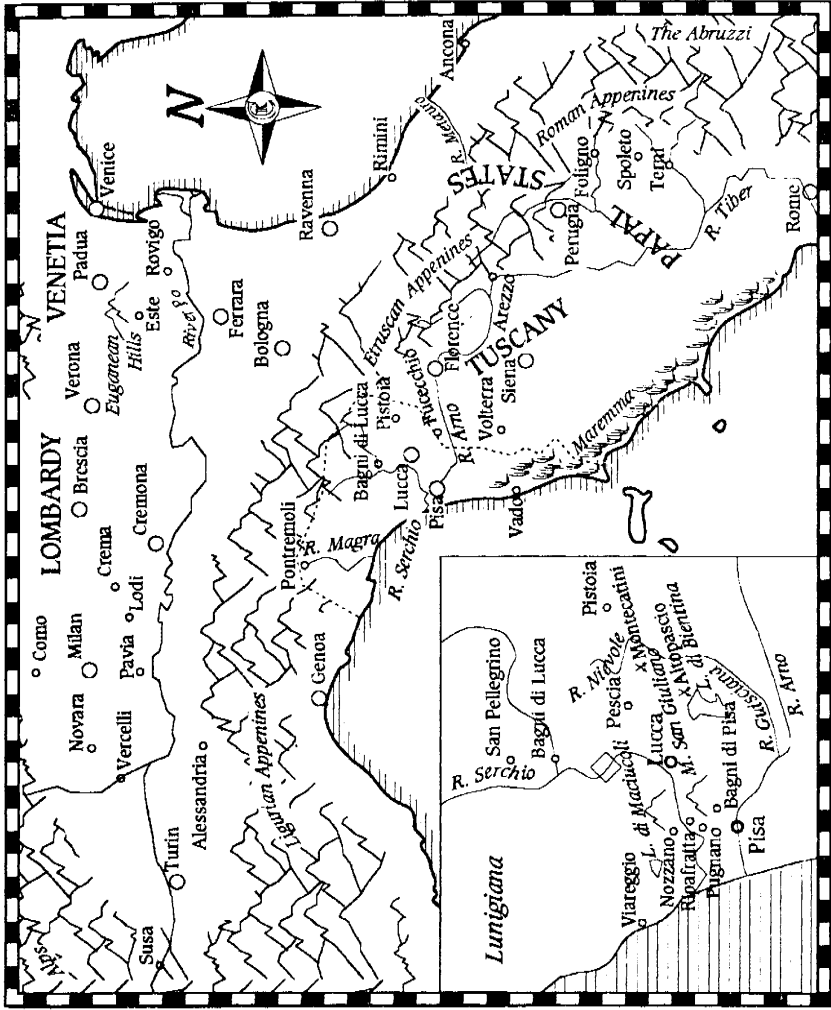 Alps
Susa
Turin
Novara
Vercelli
Alessandria
Como
Milan
Pavia
Lodi
Crema
LOMBARDY
Brescia
Cremona
Verona
VENETIA
Padua
Euganean
Hills
Este
Rovigo
Venice
River Po
Ferrara
Bologna
Ravenna
Rimini
Ancona
N
Ligurian Appenines
Genoa
Pontremoli
R. Magra
R. Serchio
Bagni di Lucca
Pistoia
Lucca
Pisa
Fucecchio
R. Arno
Florence
Etruscan Appenines
Arezzo
TUSCANY
Volterra
Siena
Vado
Maremma
R. Metauro
PAPAL
STATES
Roman Appenines
The Abruzzi
Perugia
Foligno
Spoleto
R. Tiber
Lunigiana
R. Serchio
San Pellegrino
Bagni di Lucca
Viareggio
L. di Maciucoli
Nozzano
Ripafratta
Pugnano
Lucca
M. San Giuliano
Bagni di Pisa
Pisa
Pescia
R. Nievole
Pistoia
Montecatini
Altopascio
L. di Bientina
R. Gusciana
R. Arno